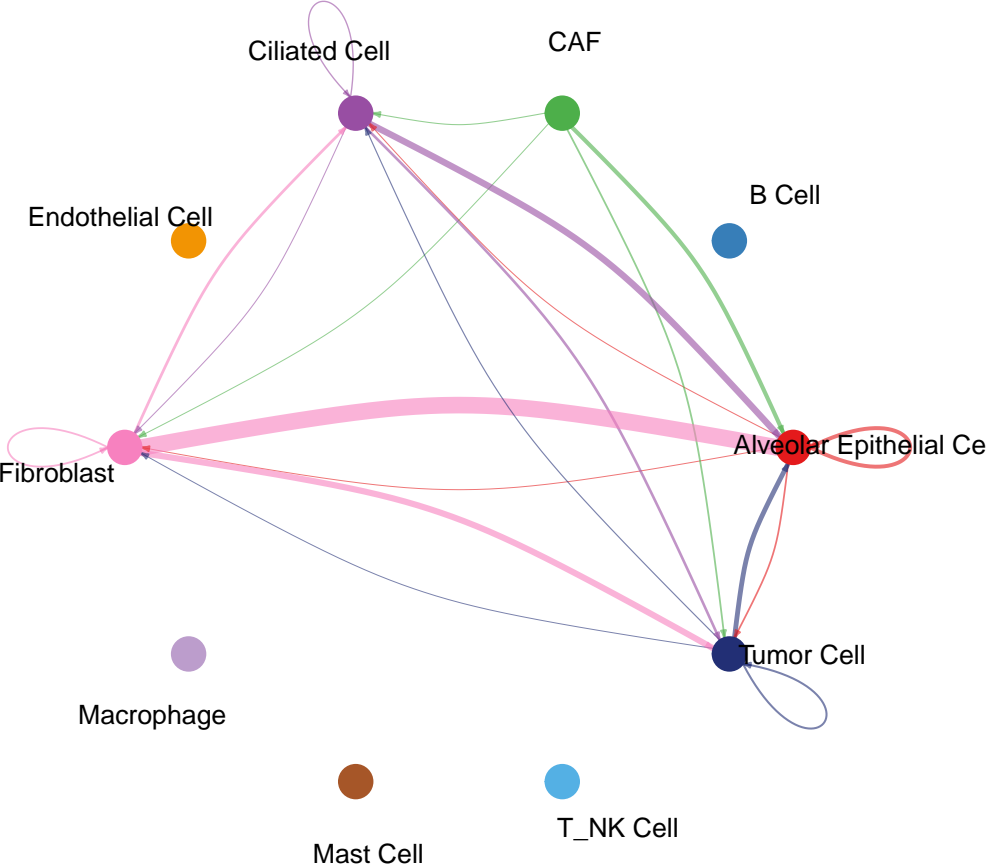 CAF
Ciliated Cell
B Cell
Endothelial Cell
Alveolar Epithelial Ce
Fibroblast
Tumor Cell
Macrophage
T_NK Cell
Mast Cell